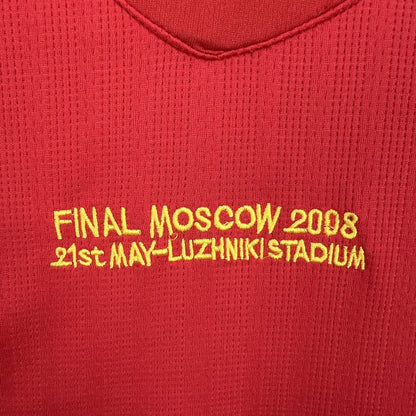 FINAL MOSCOW 2008
21st MAY-LUZHNIKI STADIUM